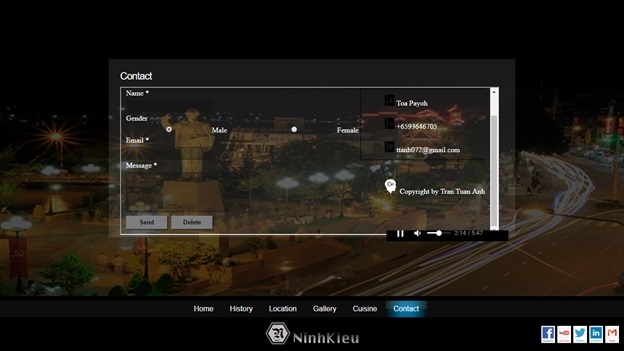 Contact
Name *
Gender
Male
Female
Email *
Message *
Send
Delete
Toa Payoh
+6593646705
ttanh072@gmail.com
Copyright by Tran Tuan Anh
2:14 / 5:47
Home
History
Location
Gallery
Cuisine
Contact
NinhKieu